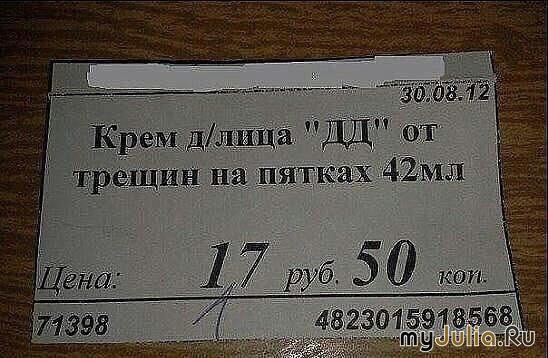 30.08.12
Крем д/лица "ДД" от
трещин на пятках 42мл
Цена: 17 руб. 50 коп.
71398 1 4823015918568
myJulia.Ru